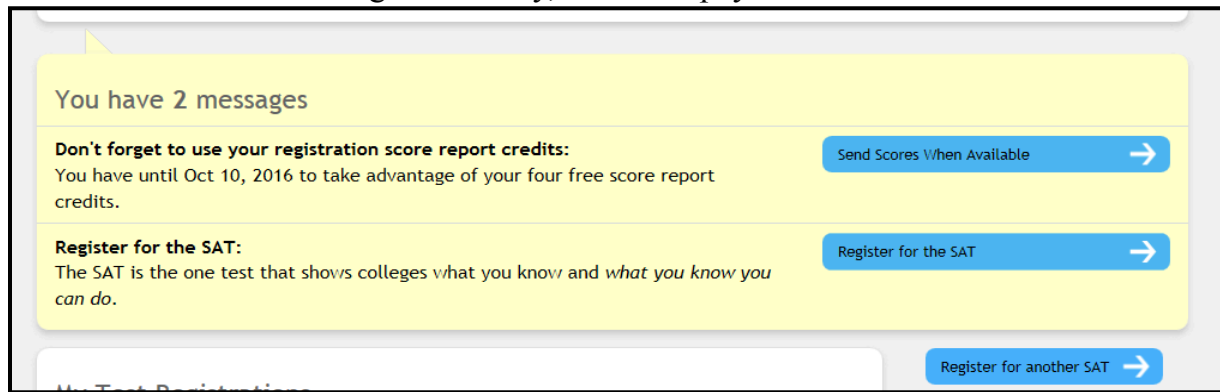 You have 2 messages
Don't forget to use your registration score report credits:
Send Scores When Available
You have until Oct 10, 2016 to take advantage of your four free score report
credits.
Register for the SAT:
Register for the SAT
The SAT is the one test that shows colleges what you know and what you know you
can do.
Register for another SAT
My Test Registrations